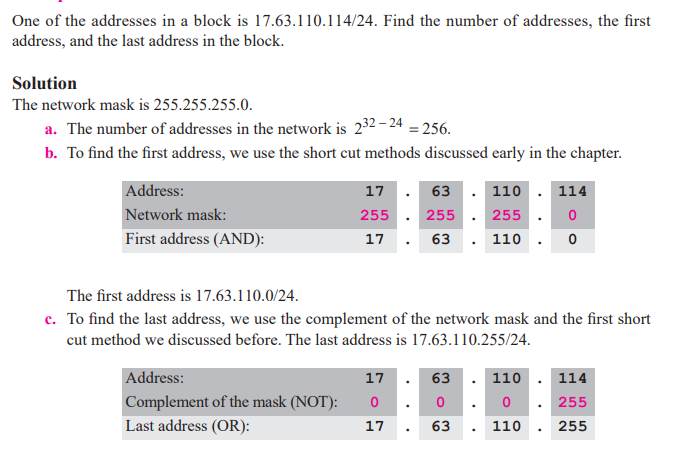 One of the addresses in a block is 17.63.110.114/24. Find the number of addresses, the first
address, and the last address in the block.
Solution
The network mask is 255.255.255.0.
a. The number of addresses in the network is 2^32 – 24 = 256.
b. To find the first address, we use the short cut methods discussed early in the chapter.
Address: 17 . 63 . 110 . 114
Network mask: 255 . 255 . 255 . 0
First address (AND): 17 . 63 . 110 . 0
The first address is 17.63.110.0/24.
c. To find the last address, we use the complement of the network mask and the first short
cut method we discussed before. The last address is 17.63.110.255/24.
Address: 17 . 63 . 110 . 114
Complement of the mask (NOT): 0 . 0 . 0 . 255
Last address (OR): 17 . 63 . 110 . 255